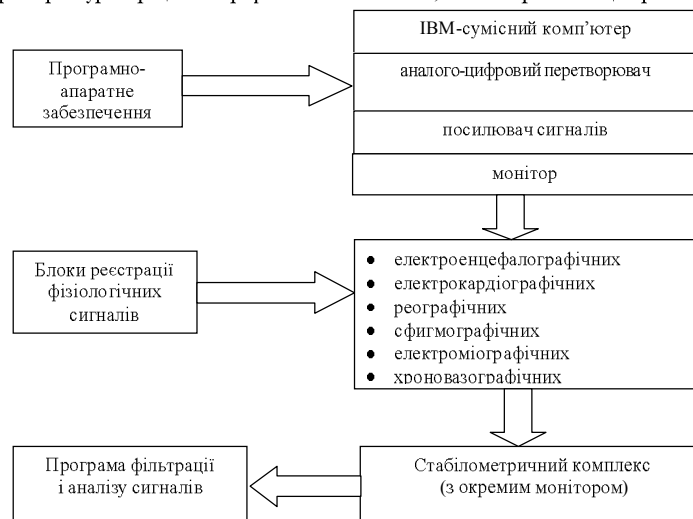 ІВМ-сумісний комп'ютер
Програмно-
апаратне
забезпечення
аналого-цифровий перетворювач
посилювач сигналів
монітор
Блоки реєстрації
фізіологічних
сигналів
● електроенцефалографічних
● електрокардіографічних
● реографічних
● сфигмографічних
● електроміографічних
● хроновазографічних
Програма фільтрації
і аналізу сигналів
Стабілометричний комплекс
(з окремим монітором)